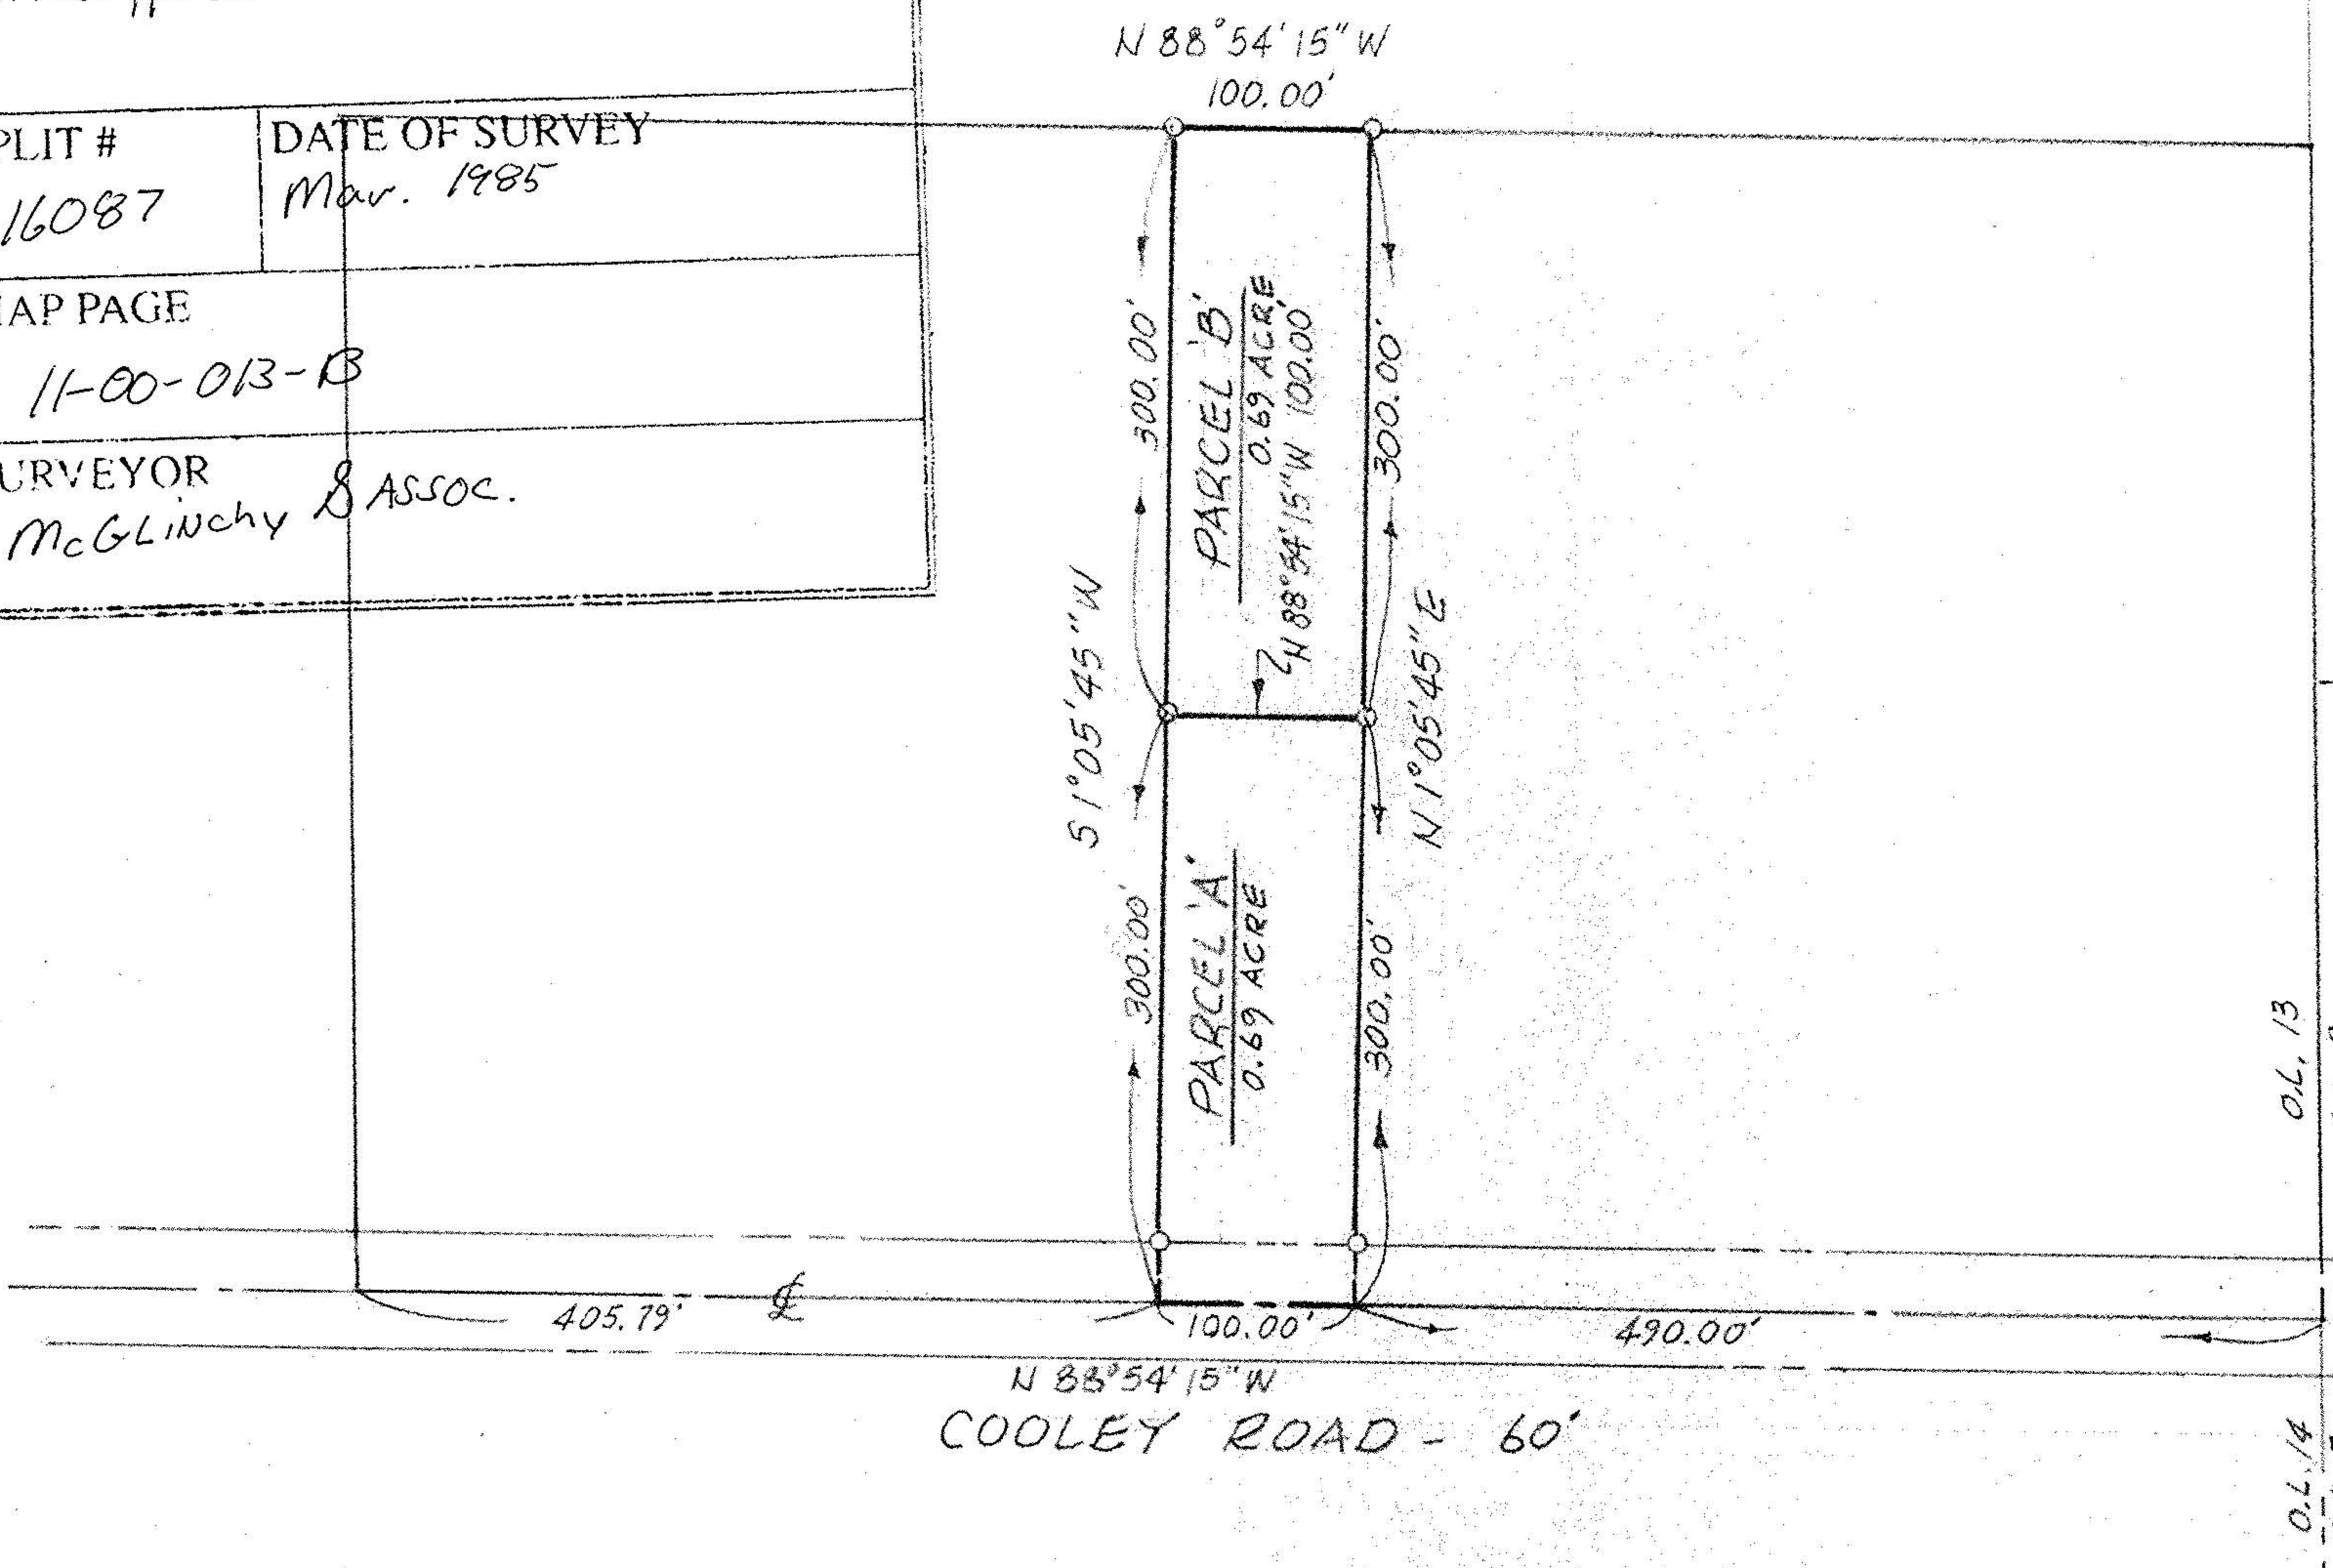 PLIT #
16087
DATE OF SURVEY
Mar. 1985
MAP PAGE
11-00-013-B
URVEYOR
McGLinchy & ASSOC.
N 88°54'15" W
100.00'
300.00'
PARCEL 'B'
0.69 ACRE
N 88°54'15" W 100.00'
300.00'
S 1°05'45" W
N 1°05'45" E
300.00'
PARCEL 'A'
0.69 ACRE
300.00'
O.L. 13
405.79'
℄
100.00'
490.00'
N 88°54'15" W
COOLEY ROAD - 60'
O.L. 14